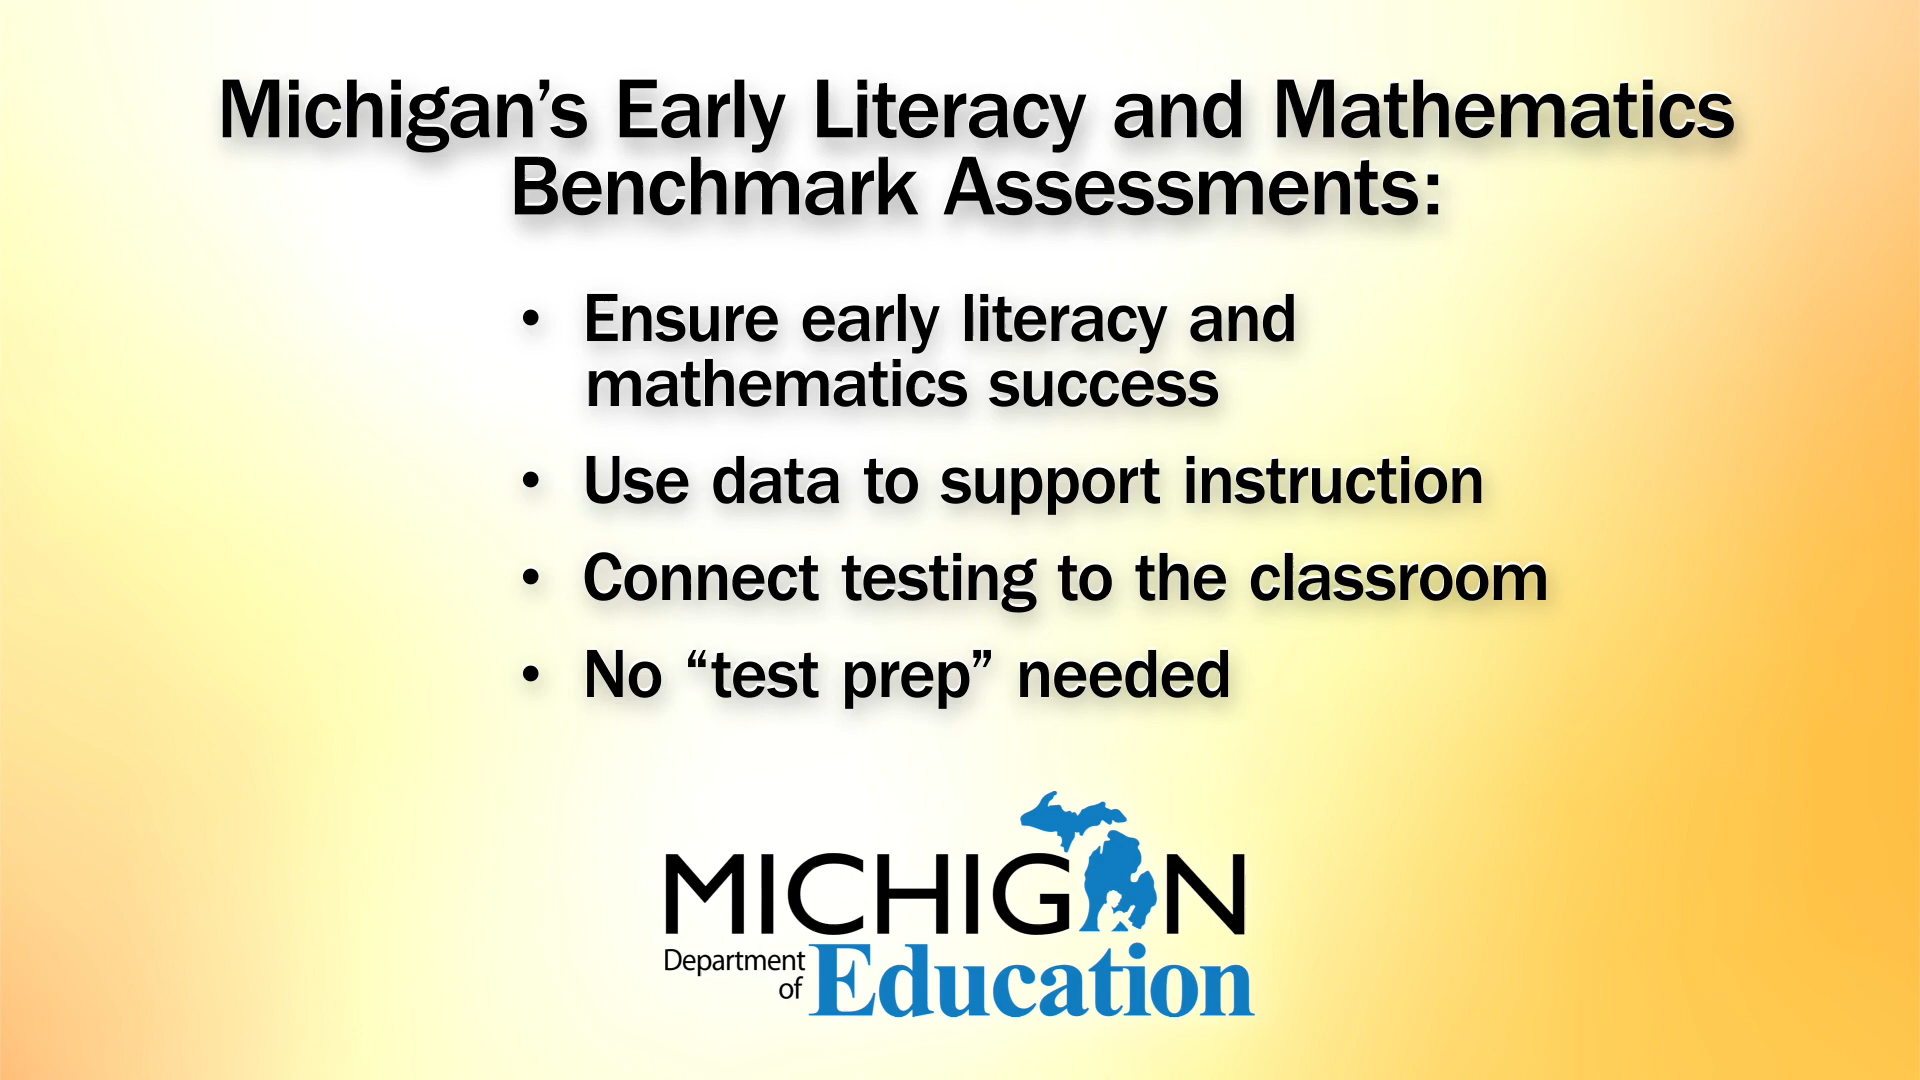 Michigan’s Early Literacy and Mathematics
Benchmark Assessments:
• Ensure early literacy and
mathematics success
• Use data to support instruction
• Connect testing to the classroom
• No “test prep” needed
MICHIGAN
Department
of
Education